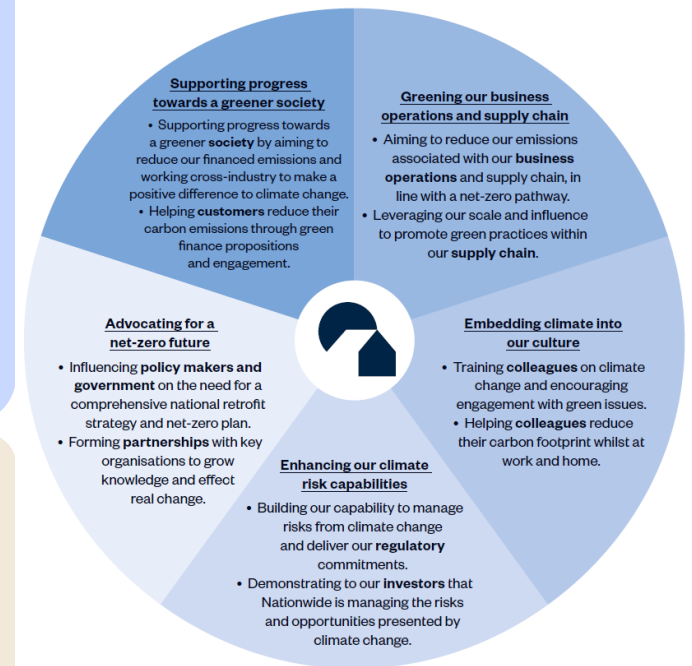 Supporting progress
towards a greener society
• Supporting progress towards
a greener society by aiming to
reduce our financed emissions and
working cross-industry to make a
positive difference to climate change.
• Helping customers reduce their
carbon emissions through green
finance propositions
and engagement.
Greening our business
operations and supply chain
• Aiming to reduce our emissions
associated with our business
operations and supply chain, in
line with a net-zero pathway.
• Leveraging our scale and influence
to promote green practices within
our supply chain.
Embedding climate into
our culture
• Training colleagues on climate
change and encouraging
engagement with green issues.
• Helping colleagues reduce
their carbon footprint whilst at
work and home.
Enhancing our climate
risk capabilities
• Building our capability to manage
risks from climate change
and deliver our regulatory
commitments.
• Demonstrating to our investors that
Nationwide is managing the risks
and opportunities presented by
climate change.
Advocating for a
net-zero future
• Influencing policy makers and
government on the need for a
comprehensive national retrofit
strategy and net-zero plan.
• Forming partnerships with key
organisations to grow
knowledge and effect
real change.